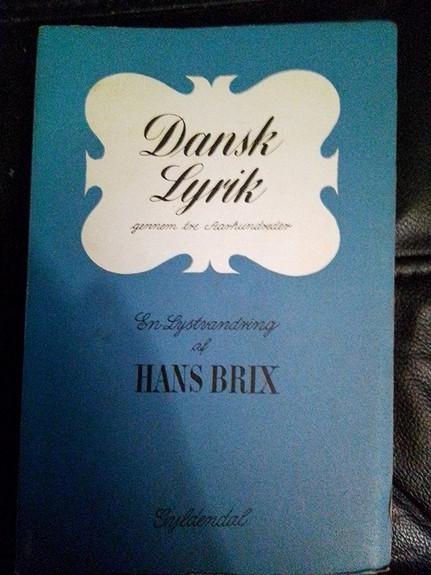 Dansk
Lyrik
gennem tre Aarhundreder
En Lystvandring
af
HANS BRIX
Gyldendal